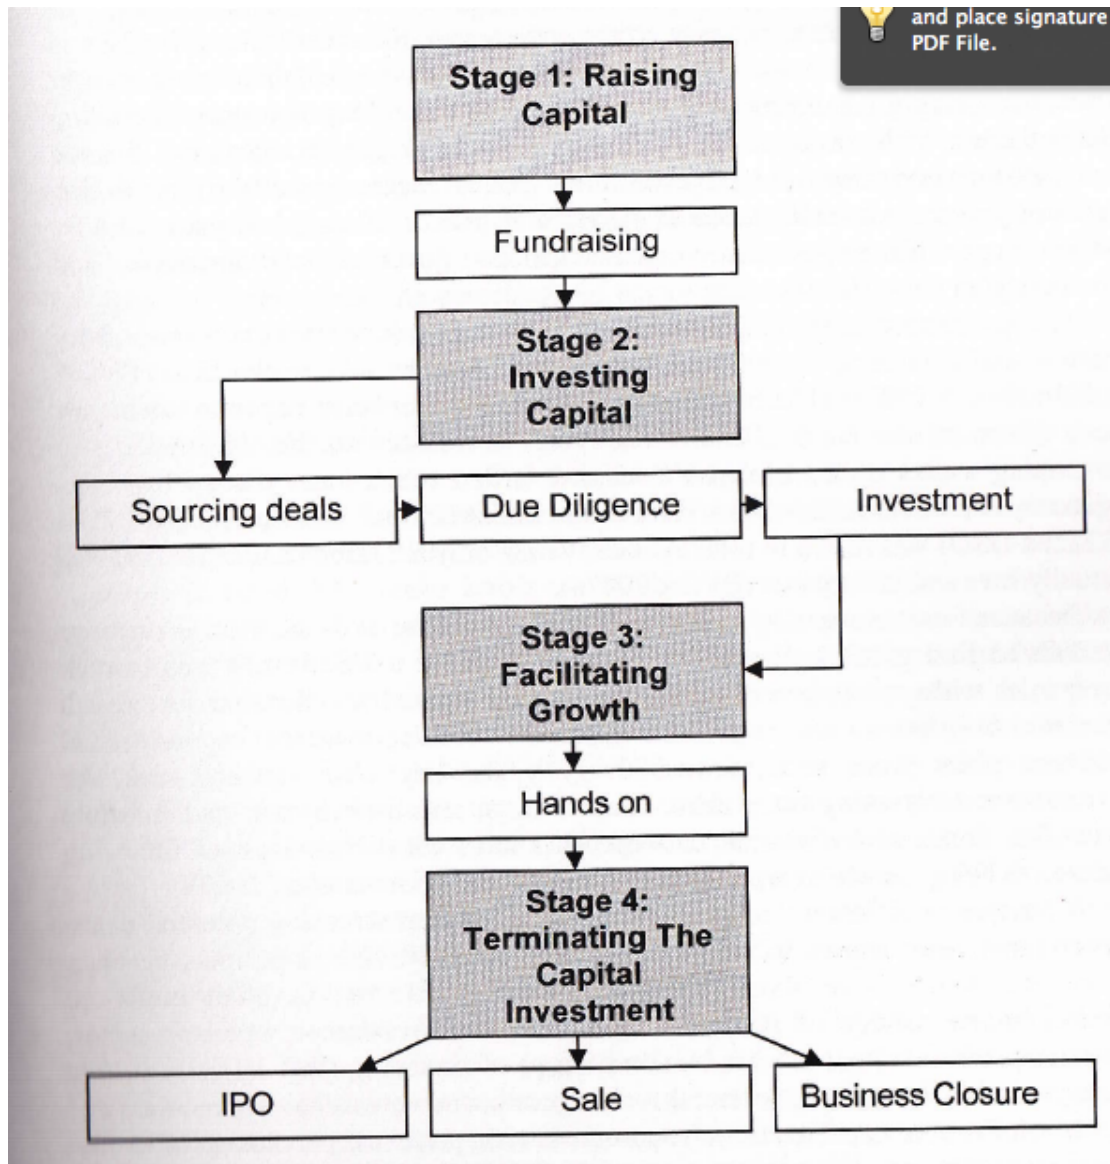 and place signature
PDF File.
Stage 1: Raising
Capital
Fundraising
Stage 2:
Investing
Capital
Sourcing deals
Due Diligence
Investment
Stage 3:
Facilitating
Growth
Hands on
Stage 4:
Terminating The
Capital
Investment
IPO
Sale
Business Closure